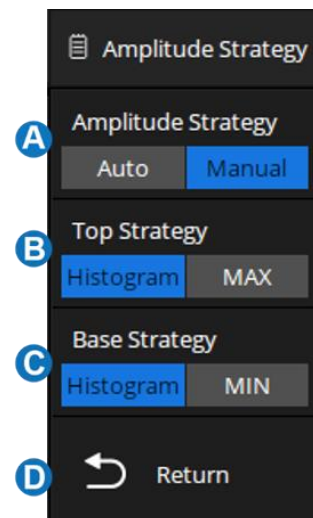 Amplitude Strategy
A
Amplitude Strategy
Auto Manual
B
Top Strategy
Histogram MAX
C
Base Strategy
Histogram MIN
D
Return